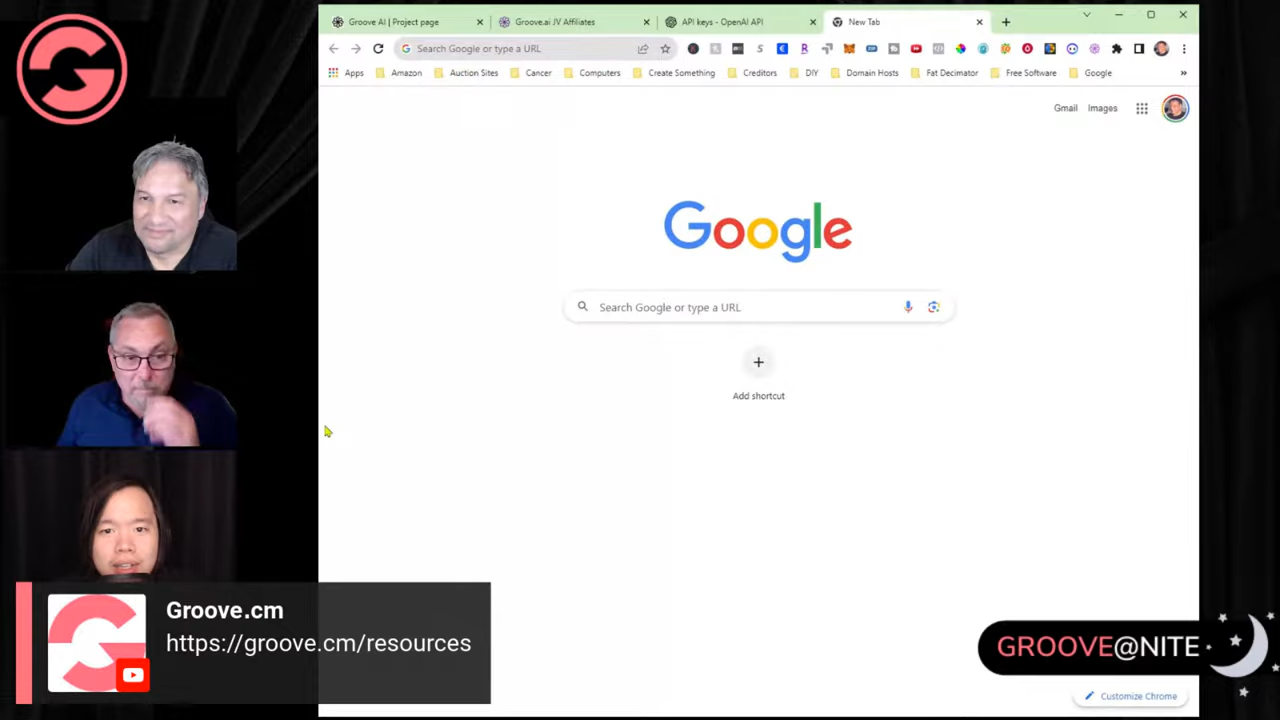 Groove AI | Project page
Groove.ai JV Affiliates
API keys - OpenAI API
New Tab
Search Google or type a URL
Apps
Amazon
Auction Sites
Cancer
Computers
Create Something
Creditors
DIY
Domain Hosts
Fat Decimator
Free Software
Google
»
Gmail
Images
Google
Search Google or type a URL
Add shortcut
Groove.cm
https://groove.cm/resources
GROOVE@NITE
Customize Chrome